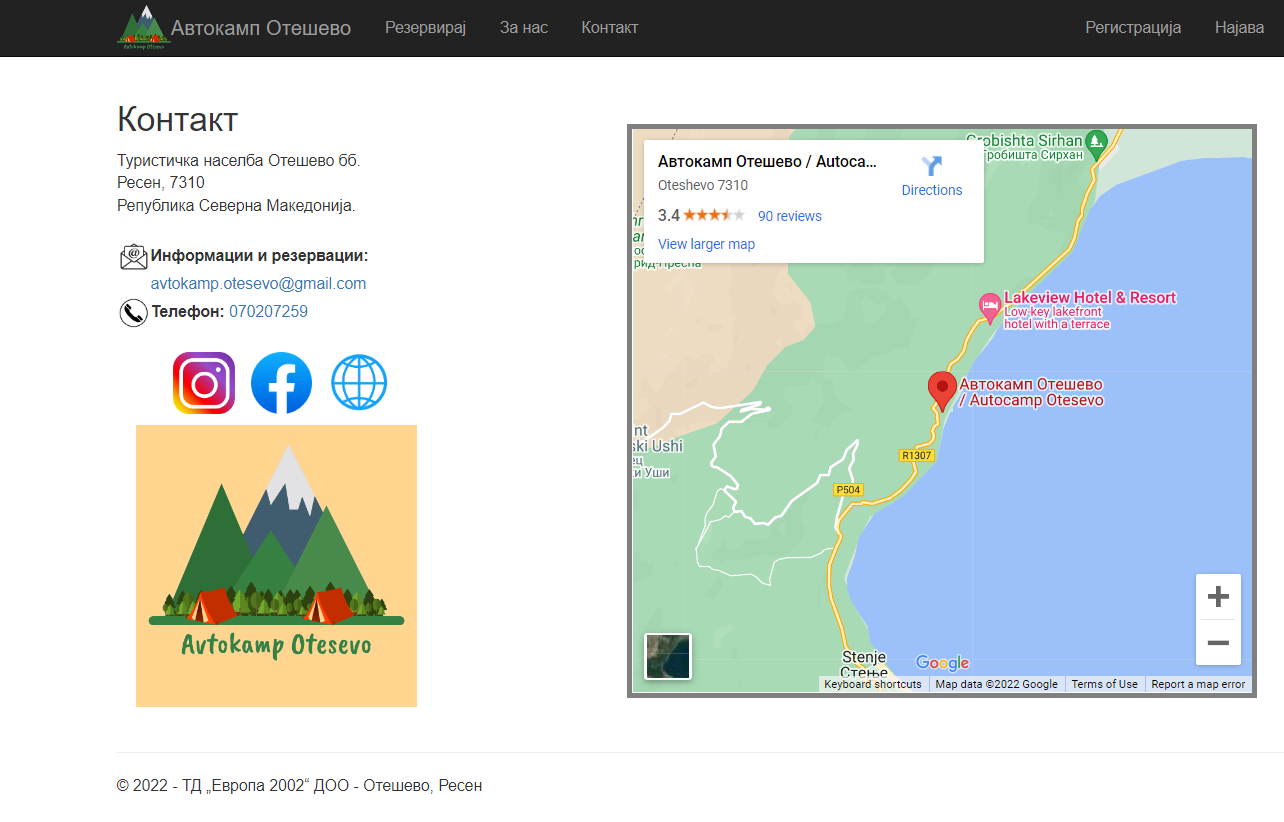 Avtokamp Otesevo
Автокамп Отешево
Резервирај
За нас
Контакт
Регистрација
Најава
Контакт
Туристичка населба Отешево бб.
Ресен, 7310
Република Северна Македонија.
Информации и резервации:
avtokamp.otesevo@gmail.com
Телефон: 070207259
Avtokamp Otesevo
Автокамп Отешево / Autoca...
Oteshevo 7310
3.4
90 reviews
View larger map
Directions
Grobishta Sirhan
Сирхан
Lakeview Hotel & Resort
Low-key lakefront
hotel with a terrace
Автокамп Отешево
/ Autocamp Otesevo
Ushi
Уши
R1307
P504
Stenje
Стење
Google
Keyboard shortcuts
Map data ©2022 Google
Terms of Use
Report a map error
© 2022 - ТД „Европа 2002“ ДОО - Отешево, Ресен